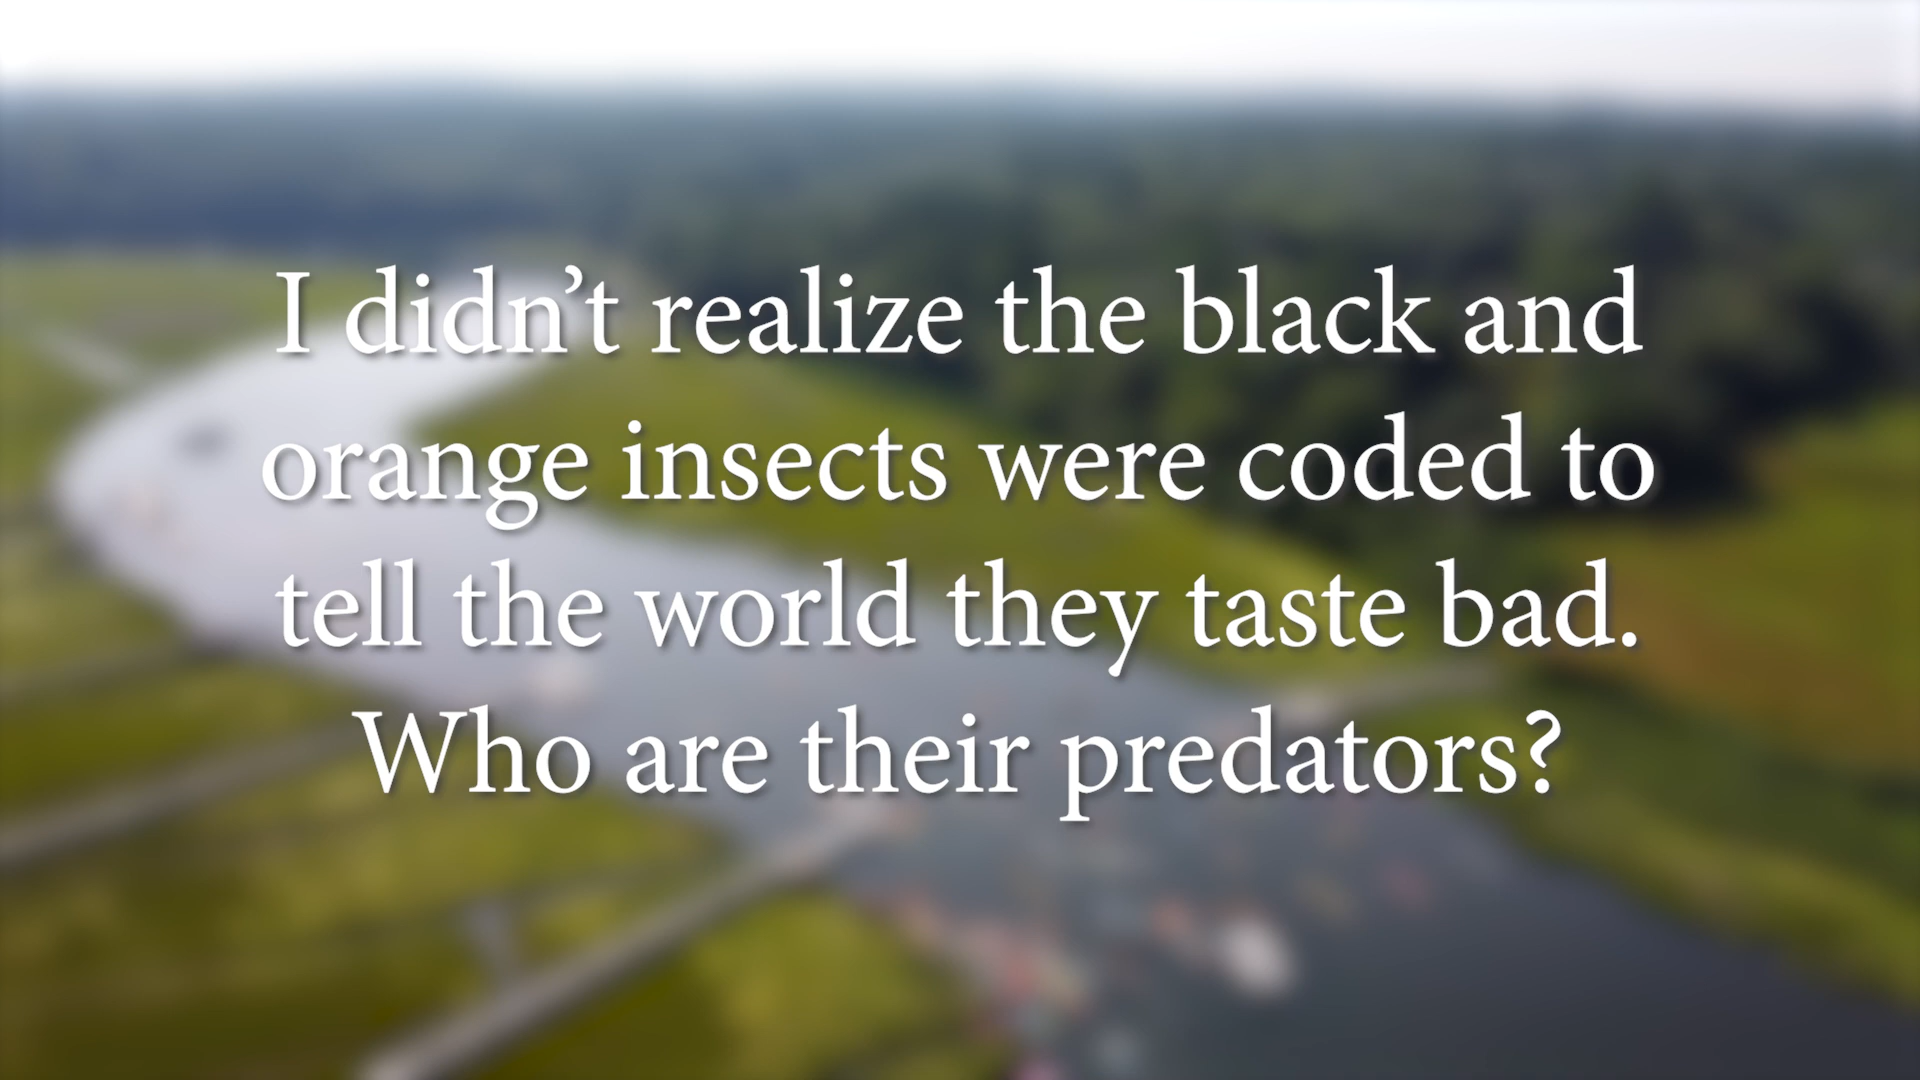 I didn’t realize the black and
orange insects were coded to
tell the world they taste bad.
Who are their predators?